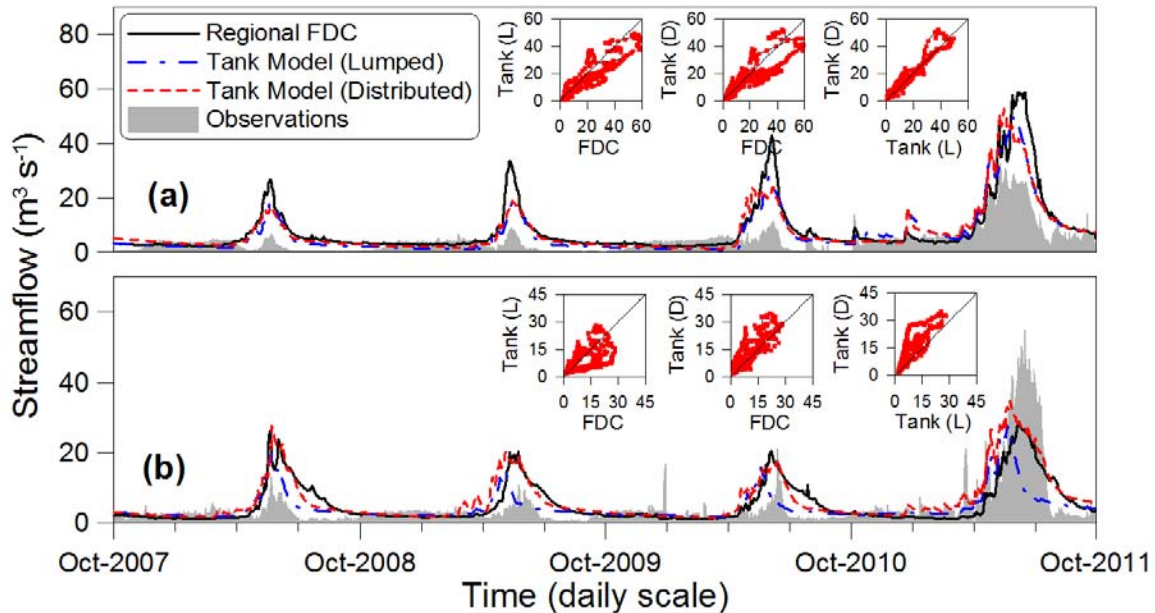 80
60
40
20
0
Regional FDC
Tank Model (Lumped)
Tank Model (Distributed)
Observations
(a)
Tank (L)
60
40
20
0
0 20 40 60
FDC
Tank (D)
60
40
20
0
0 20 40 60
FDC
Tank (D)
60
40
20
0
0 20 40 60
Tank (L)
Streamflow (m³ s⁻¹)
60
40
20
0
(b)
Tank (L)
45
30
15
0
0 15 30 45
FDC
Tank (D)
45
30
15
0
0 15 30 45
FDC
Tank (D)
45
30
15
0
0 15 30 45
Tank (L)
Oct-2007 Oct-2008 Oct-2009 Oct-2010 Oct-2011
Time (daily scale)